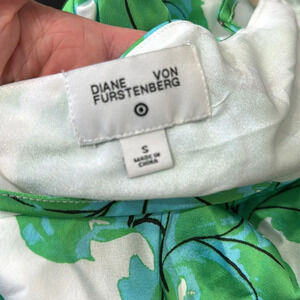 DIANE VON
FURSTENBERG
S
MADE IN
CHINA